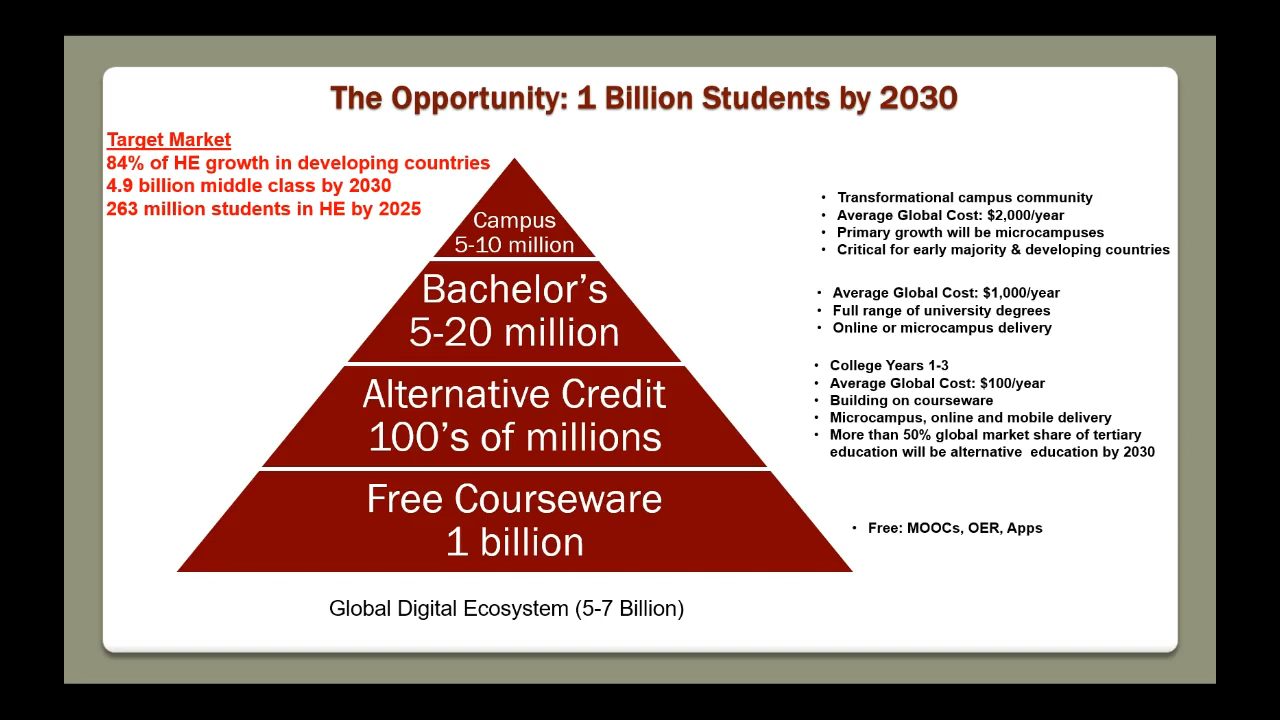 The Opportunity: 1 Billion Students by 2030
Target Market
84% of HE growth in developing countries
4.9 billion middle class by 2030
263 million students in HE by 2025
Campus
5-10 million
• Transformational campus community
• Average Global Cost: $2,000/year
• Primary growth will be microcampuses
• Critical for early majority & developing countries
Bachelor's
5-20 million
• Average Global Cost: $1,000/year
• Full range of university degrees
• Online or microcampus delivery
Alternative Credit
100's of millions
• College Years 1-3
• Average Global Cost: $100/year
• Building on courseware
• Microcampus, online and mobile delivery
• More than 50% global market share of tertiary
education will be alternative education by 2030
Free Courseware
1 billion
• Free: MOOCs, OER, Apps
Global Digital Ecosystem (5-7 Billion)